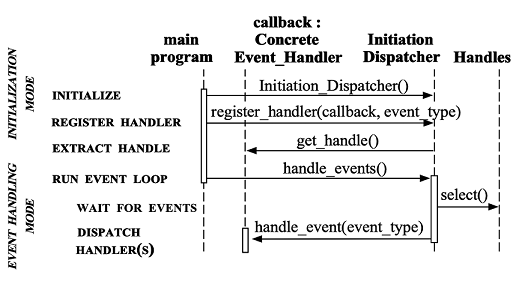 callback :
main Concrete Initiation
program Event_Handler Dispatcher Handles
INITIALIZATION
MODE
INITIALIZE Initiation_Dispatcher()
REGISTER HANDLER register_handler(callback, event_type)
EXTRACT HANDLE get_handle()
EVENT HANDLING
MODE
RUN EVENT LOOP handle_events()
WAIT FOR EVENTS select()
DISPATCH handle_event(event_type)
HANDLER(S)